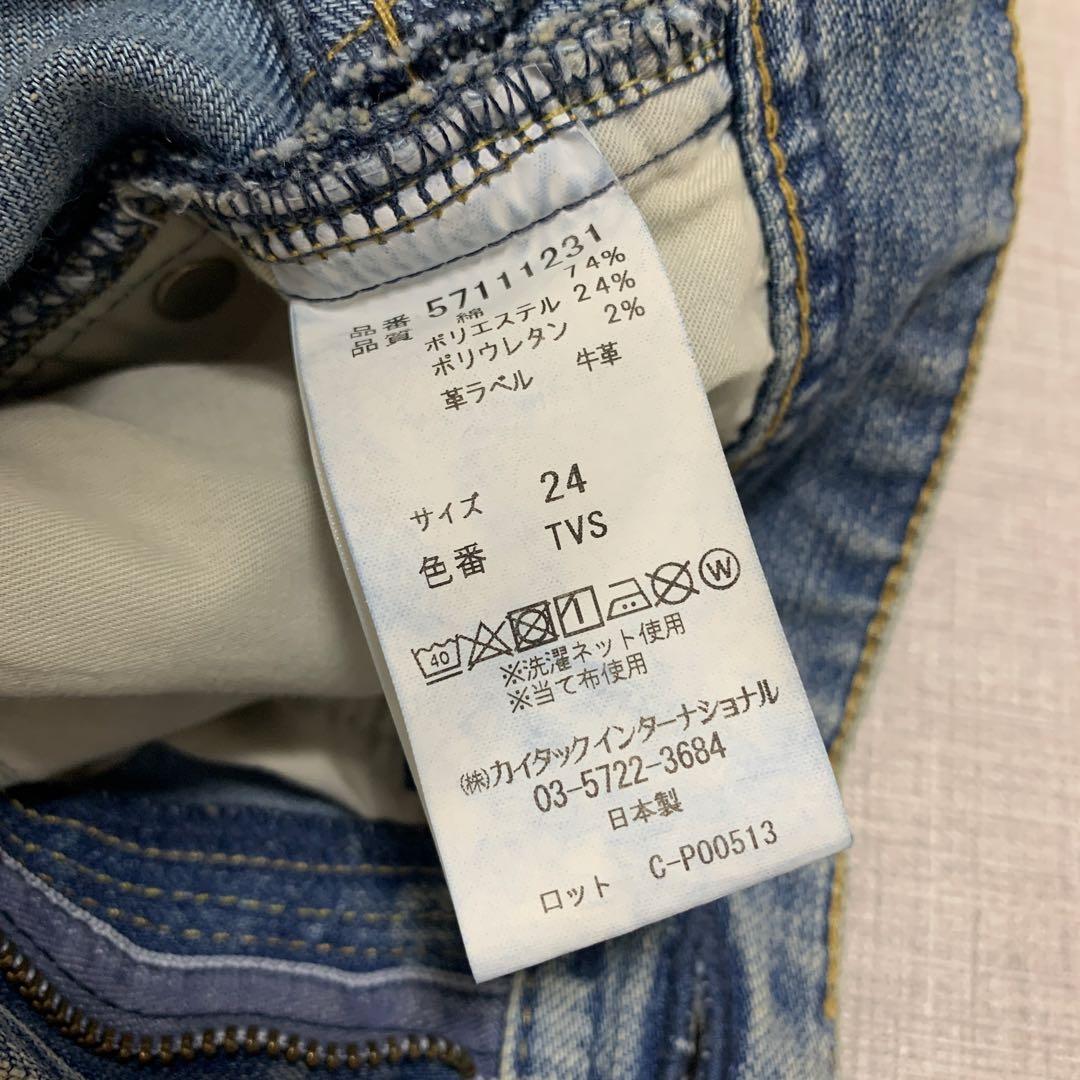 品番 57111231
品質 綿 74%
ポリエステル 24%
ポリウレタン 2%
革ラベル 牛革
サイズ 24
色番 TVS
40 W
※洗濯ネット使用
※当て布使用
(株)カイタックインターナショナル
03-5722-3684
日本製
ロット C-P00513